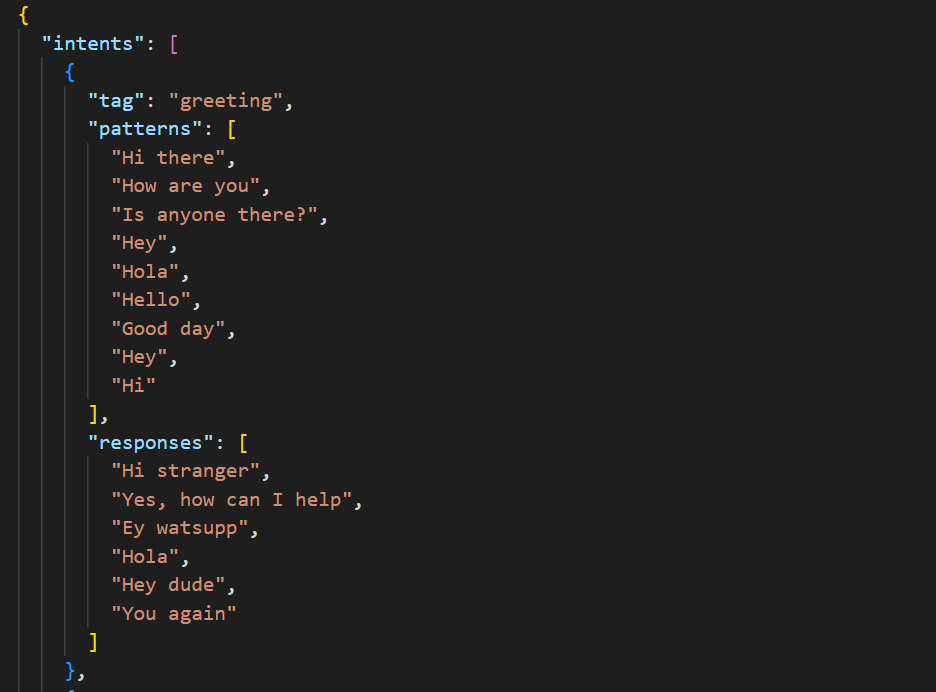 {
"intents": [
{
"tag": "greeting",
"patterns": [
"Hi there",
"How are you",
"Is anyone there?",
"Hey",
"Hola",
"Hello",
"Good day",
"Hey",
"Hi"
],
"responses": [
"Hi stranger",
"Yes, how can I help",
"Ey watsupp",
"Hola",
"Hey dude",
"You again"
]
},